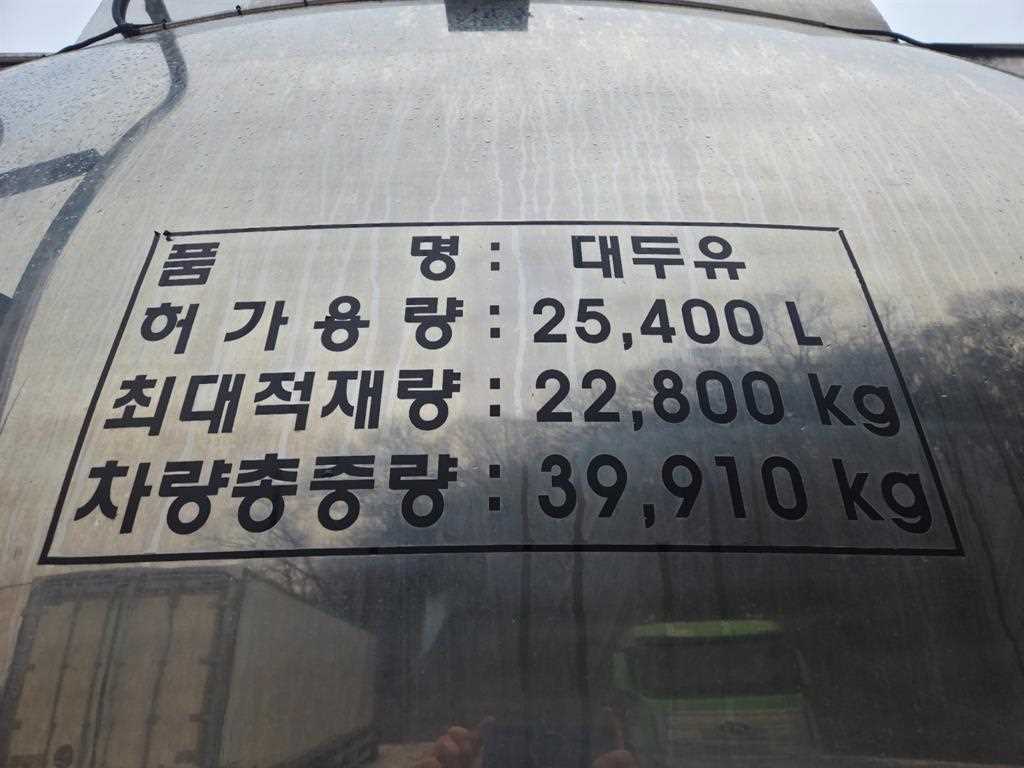 품 명 : 대두유
허 가 용 량 : 25,400 L
최대적재량 : 22,800 kg
차량총중량 : 39,910 kg